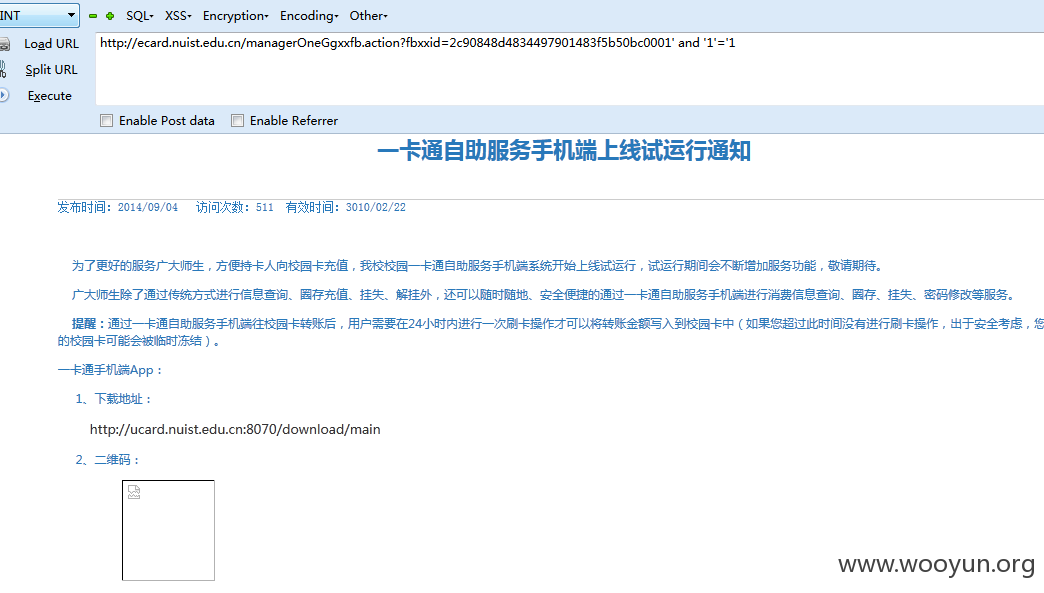 INT SQL▾ XSS▾ Encryption▾ Encoding▾ Other▾
Load URL
http://ecard.nuist.edu.cn/managerOneGgxxfb.action?fbxxid=2c90848d4834497901483f5b50bc0001' and '1'='1
Split URL
Execute
Enable Post data Enable Referrer
一卡通自助服务手机端上线试运行通知
发布时间：2014/09/04 访问次数：511 有效时间：3010/02/22
为了更好的服务广大师生，方便持卡人向校园卡充值，我校校园一卡通自助服务手机端系统开始上线试运行，试运行期间会不断增加服务功能，敬请期待。
广大师生除了通过传统方式进行信息查询、圈存充值、挂失、解挂外，还可以随时随地、安全便捷的通过一卡通自助服务手机端进行消费信息查询、圈存、挂失、密码修改等服务。
提醒：通过一卡通自助服务手机端往校园卡转账后，用户需要在24小时内进行一次刷卡操作才可以将转账金额写入到校园卡中（如果您超过此时间没有进行刷卡操作，出于安全考虑，您
的校园卡可能会被临时冻结）。
一卡通手机端App：
1、下载地址：
http://ucard.nuist.edu.cn:8070/download/main
2、二维码：
www.wooyun.org